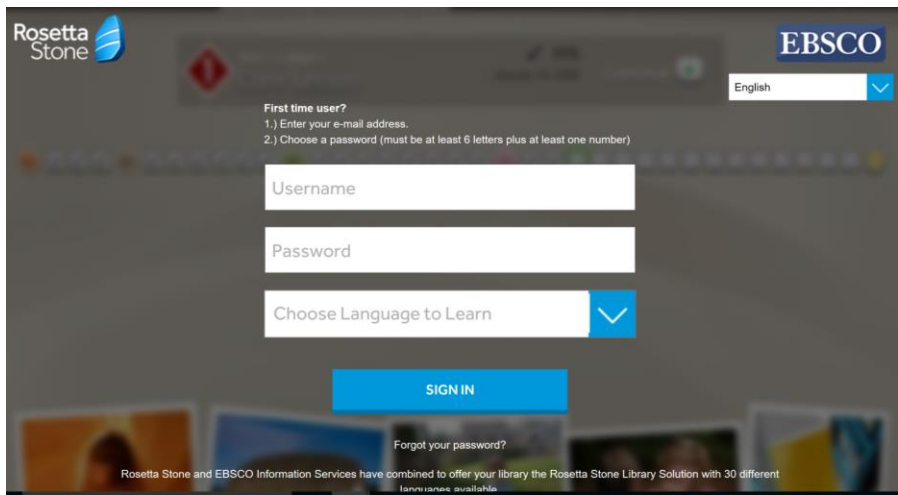 Rosetta
Stone
EBSCO
English
First time user?
1.) Enter your e-mail address.
2.) Choose a password (must be at least 6 letters plus at least one number)
Username
Password
Choose Language to Learn
SIGN IN
Forgot your password?
Rosetta Stone and EBSCO Information Services have combined to offer your library the Rosetta Stone Library Solution with 30 different
languages available